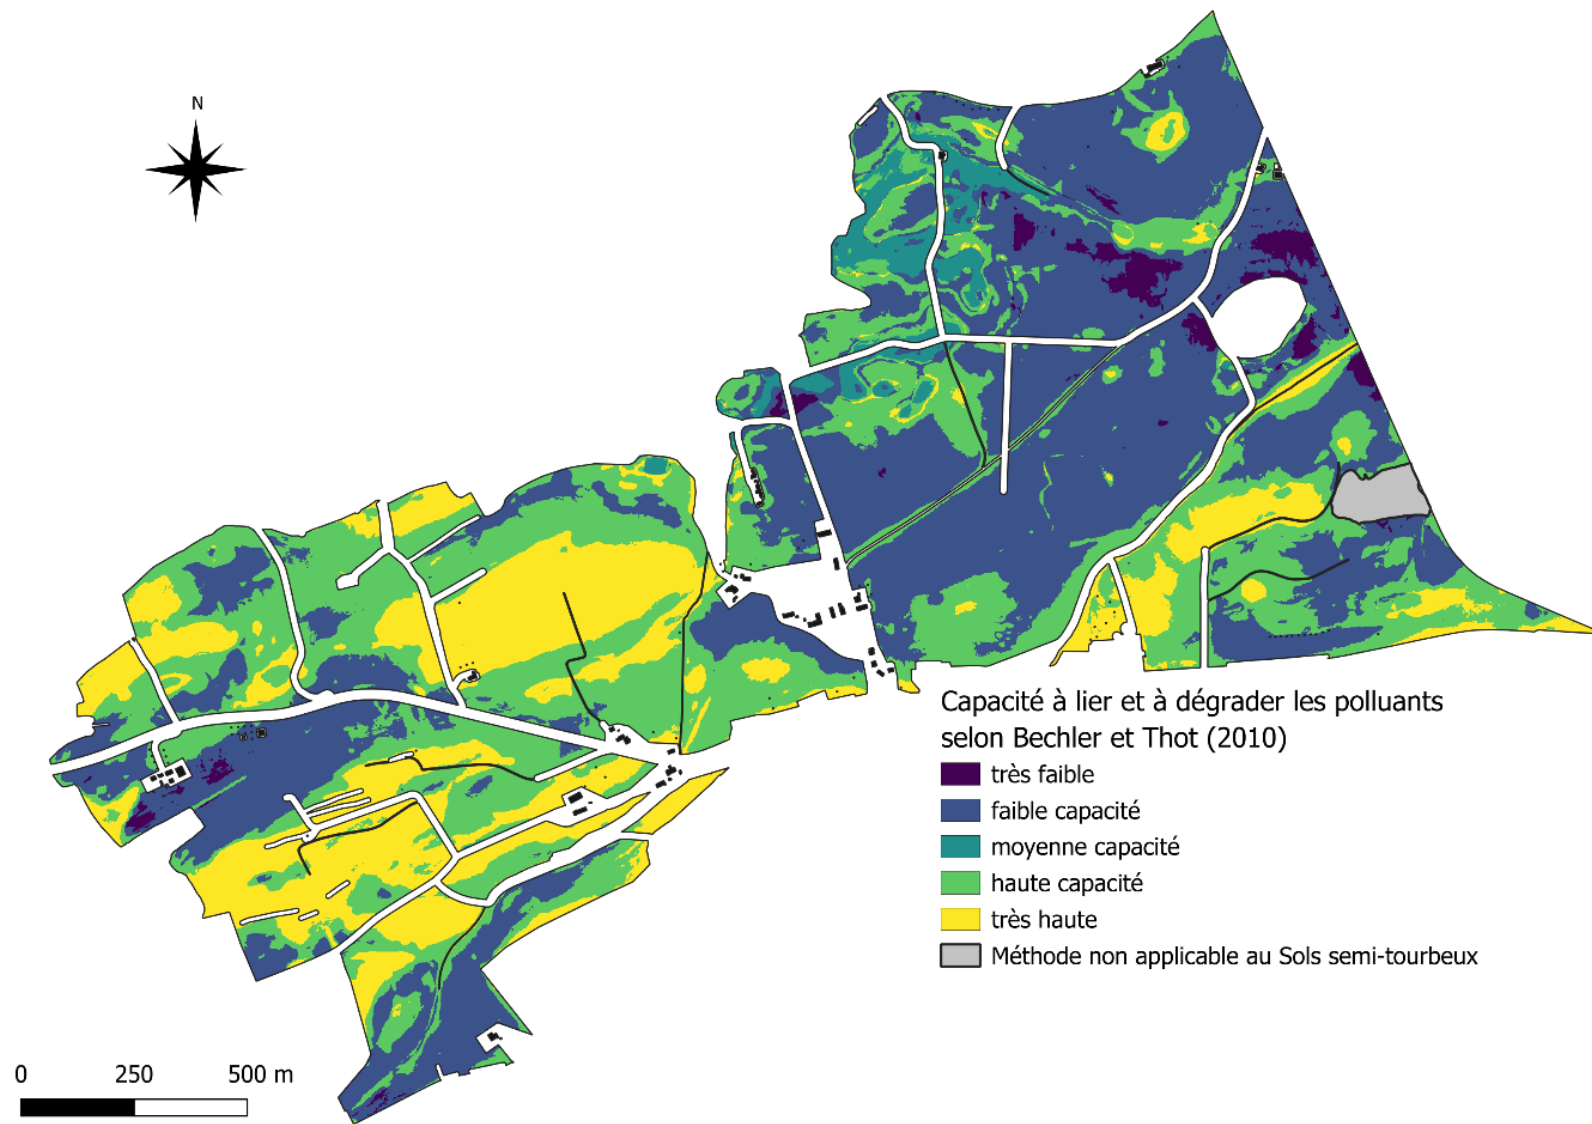 N
Capacité à lier et à dégrader les polluants
selon Bechler et Thot (2010)
très faible
faible capacité
moyenne capacité
haute capacité
très haute
Méthode non applicable au Sols semi-tourbeux
0 250 500 m